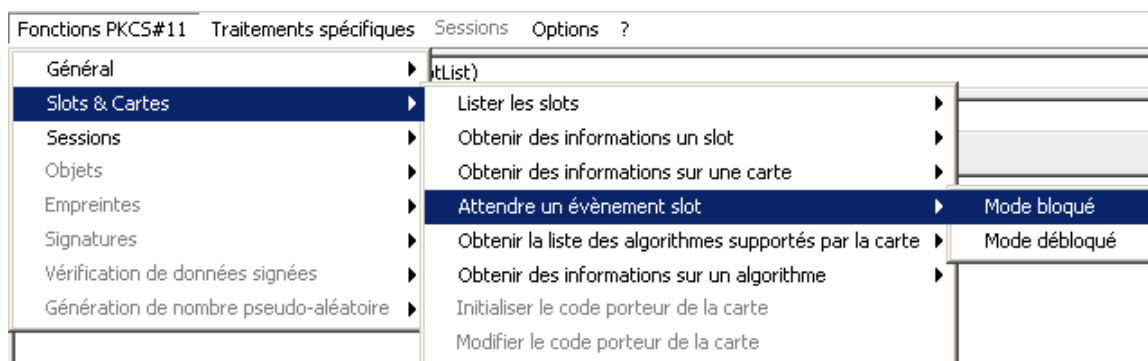 Fonctions PKCS#11 Traitements spécifiques Sessions Options ?
Général
Slots & Cartes
Sessions
Objets
Empreintes
Signatures
Vérification de données signées
Génération de nombre pseudo-aléatoire
tList)
Lister les slots
Obtenir des informations un slot
Obtenir des informations sur une carte
Attendre un évènement slot
Obtenir la liste des algorithmes supportés par la carte
Obtenir des informations sur un algorithme
Initialiser le code porteur de la carte
Modifier le code porteur de la carte
Mode bloqué
Mode débloqué